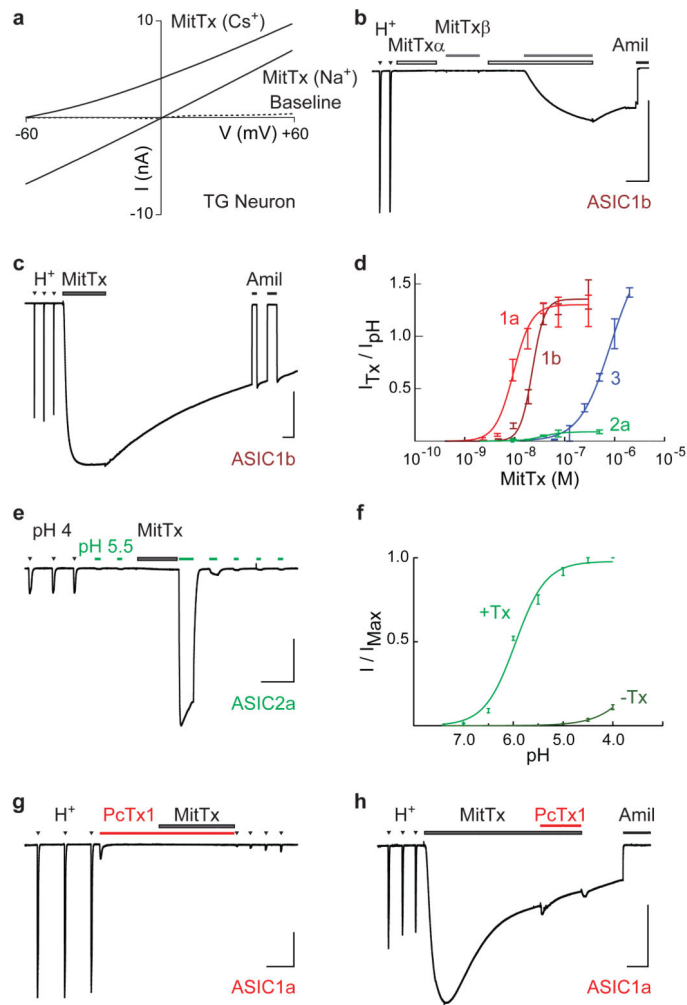 a
10
MitTx (Cs⁺)
MitTx (Na⁺)
Baseline
-60
V (mV)
+60
I (nA)
-10
TG Neuron
b
MitTxβ
H⁺
MitTxα
Amil
ASIC1b
c
H⁺ MitTx
Amil
ASIC1b
d
I_Tx / I_pH
1.5
1.0
0.5
1a
1b
3
2a
10⁻¹⁰ 10⁻⁹ 10⁻⁸ 10⁻⁷ 10⁻⁶ 10⁻⁵
MitTx (M)
e
pH 4
MitTx
pH 5.5
ASIC2a
f
I / I_Max
1.0
0.5
+Tx
-Tx
7.0 6.0 5.0 4.0
pH
g
H⁺ PcTx1 MitTx
ASIC1a
h
PcTx1
H⁺ MitTx Amil
ASIC1a